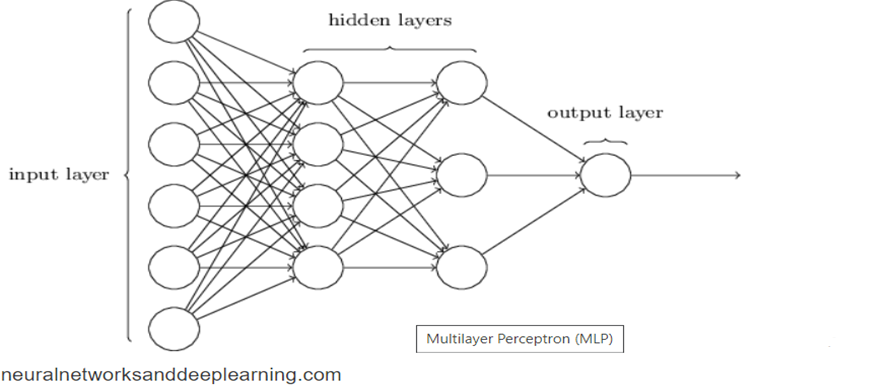 hidden layers
output layer
input layer
Multilayer Perceptron (MLP)
neuralnetworksanddeeplearning.com